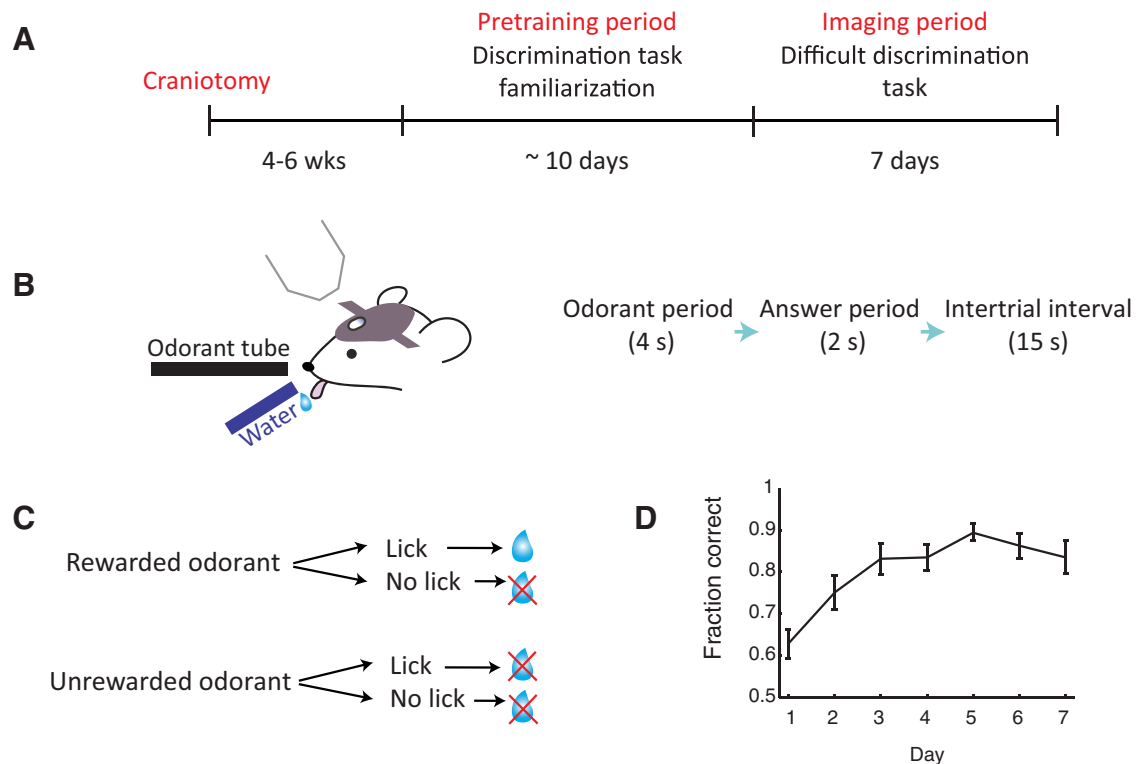 A
Craniotomy
Pretraining period
Discrimination task
familiarization
Imaging period
Difficult discrimination
task
4-6 wks
~ 10 days
7 days
B
Odorant tube
Water
Odorant period
(4 s)
Answer period
(2 s)
Intertrial interval
(15 s)
C
Rewarded odorant
Lick
No lick
Unrewarded odorant
Lick
No lick
D
Fraction correct
1
0.9
0.8
0.7
0.6
0.5
1 2 3 4 5 6 7
Day